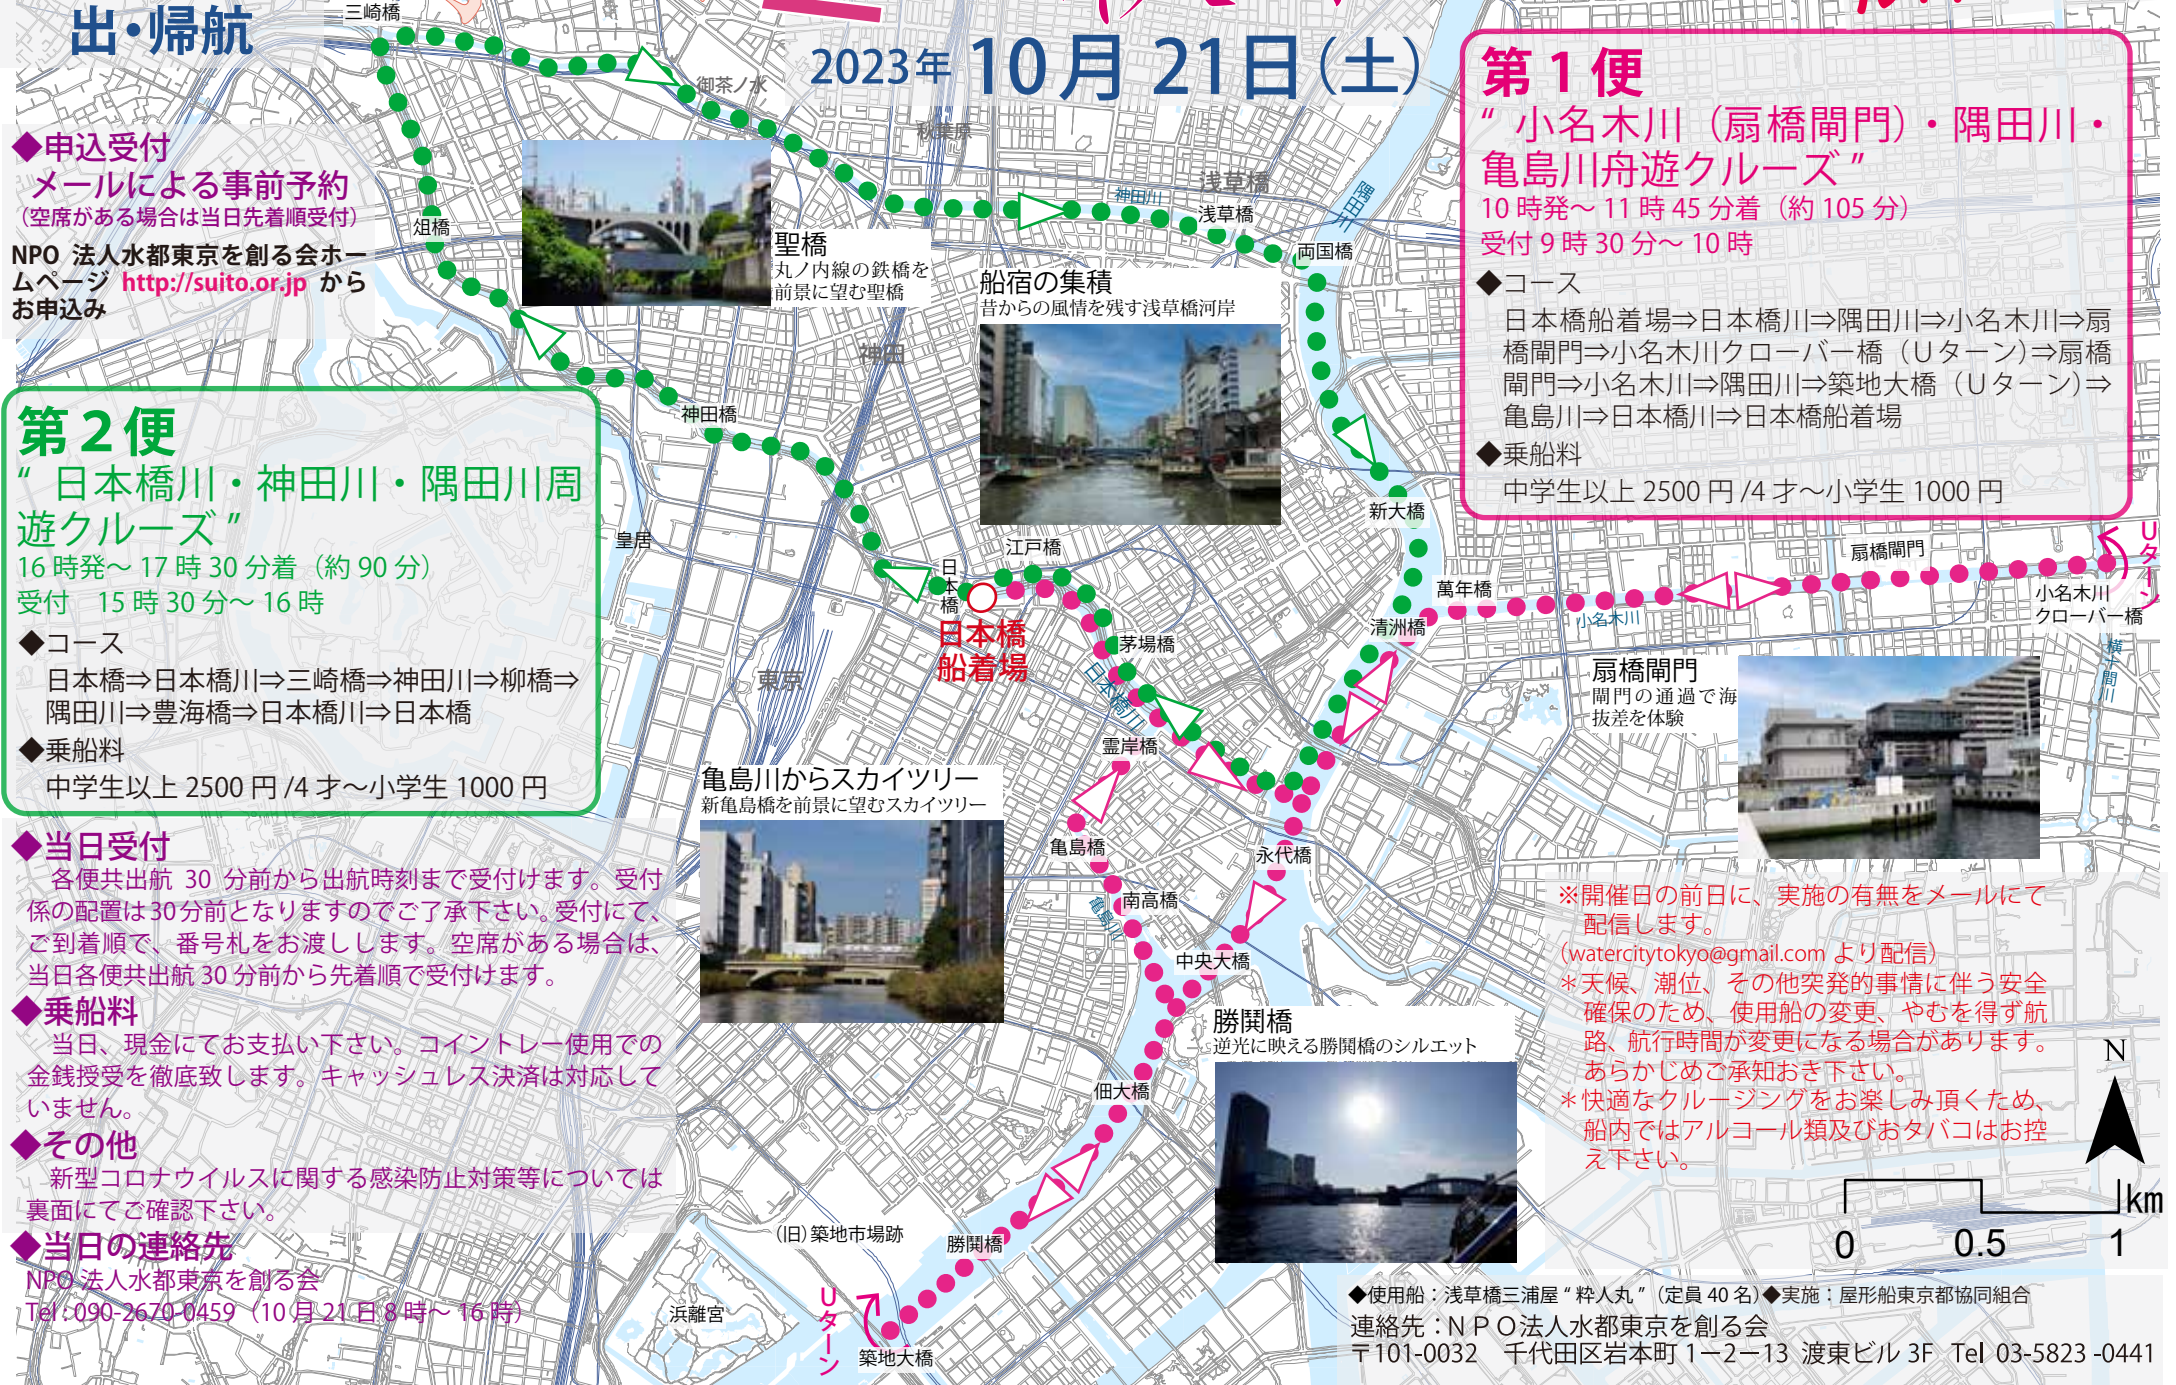 出・帰航
2023年 10月 21日（土）
◆申込受付
メールによる事前予約
（空席がある場合は当日先着順受付）
NPO 法人水都東京を創る会ホー
ムページ http://suito.or.jp から
お申込み
第1便
“ 小名木川（扇橋閘門）・隅田川・
亀島川舟遊クルーズ ”
10 時発～ 11 時 45 分着（約 105 分）
受付 9 時 30 分～ 10 時
◆コース
日本橋船着場⇒日本橋川⇒隅田川⇒小名木川⇒扇
橋閘門⇒小名木川クローバー橋（Uターン）⇒扇橋
閘門⇒小名木川⇒隅田川⇒築地大橋（Uターン）⇒
亀島川⇒日本橋川⇒日本橋船着場
◆乗船料
中学生以上 2500 円 /4 才～小学生 1000 円
第2便
“ 日本橋川・神田川・隅田川周
遊クルーズ ”
16 時発～ 17 時 30 分着（約 90 分）
受付　15 時 30 分～ 16 時
◆コース
日本橋⇒日本橋川⇒三崎橋⇒神田川⇒柳橋⇒
隅田川⇒豊海橋⇒日本橋川⇒日本橋
◆乗船料
中学生以上 2500 円 /4 才～小学生 1000 円
◆当日受付
各便共出航 30 分前から出航時刻まで受付けます。受付
係の配置は30分前となりますのでご了承下さい。受付にて、
ご到着順で、番号札をお渡しします。空席がある場合は、
当日各便共出航 30 分前から先着順で受付けます。
◆乗船料
当日、現金にてお支払い下さい。コイントレー使用での
金銭授受を徹底致します。キャッシュレス決済は対応して
いません。
◆その他
新型コロナウイルスに関する感染防止対策等については
裏面にてご確認下さい。
◆当日の連絡先
NPO 法人水都東京を創る会
Tel : 090-2670-0459（10 月 21 日 8 時～ 16 時）
三崎橋
御茶ノ水
秋葉原
神田川
浅草橋
浅草橋
隅田川
両国橋
俎橋
聖橋
丸ノ内線の鉄橋を
前景に望む聖橋
船宿の集積
昔からの風情を残す浅草橋河岸
神田
神田橋
皇居
新大橋
江戸橋
日本橋
日本橋
船着場
茅場橋
日本橋川
東京
萬年橋
清洲橋
小名木川
扇橋閘門
Uターン
小名木川
クローバー橋
横十間川
扇橋閘門
閘門の通過で海
抜差を体験
霊岸橋
亀島川からスカイツリー
新亀島橋を前景に望むスカイツリー
亀島橋
永代橋
南高橋
亀島川
中央大橋
勝鬨橋
逆光に映える勝鬨橋のシルエット
佃大橋
（旧）築地市場跡
勝鬨橋
浜離宮
Uターン
築地大橋
※開催日の前日に、実施の有無をメールにて
配信します。
（watercitytokyo@gmail.com より配信）
＊天候、潮位、その他突発的事情に伴う安全
確保のため、使用船の変更、やむを得ず航
路、航行時間が変更になる場合があります。
あらかじめご承知おき下さい。
＊快適なクルージングをお楽しみ頂くため、
船内ではアルコール類及びおタバコはお控
え下さい。
N
km
0 0.5 1
◆使用船：浅草橋三浦屋 “ 粋人丸 ”（定員 40 名）◆実施：屋形船東京都協同組合
連絡先：ＮＰＯ法人水都東京を創る会
〒101-0032　千代田区岩本町 1ー2ー13 渡東ビル 3F Tel 03-5823 -0441